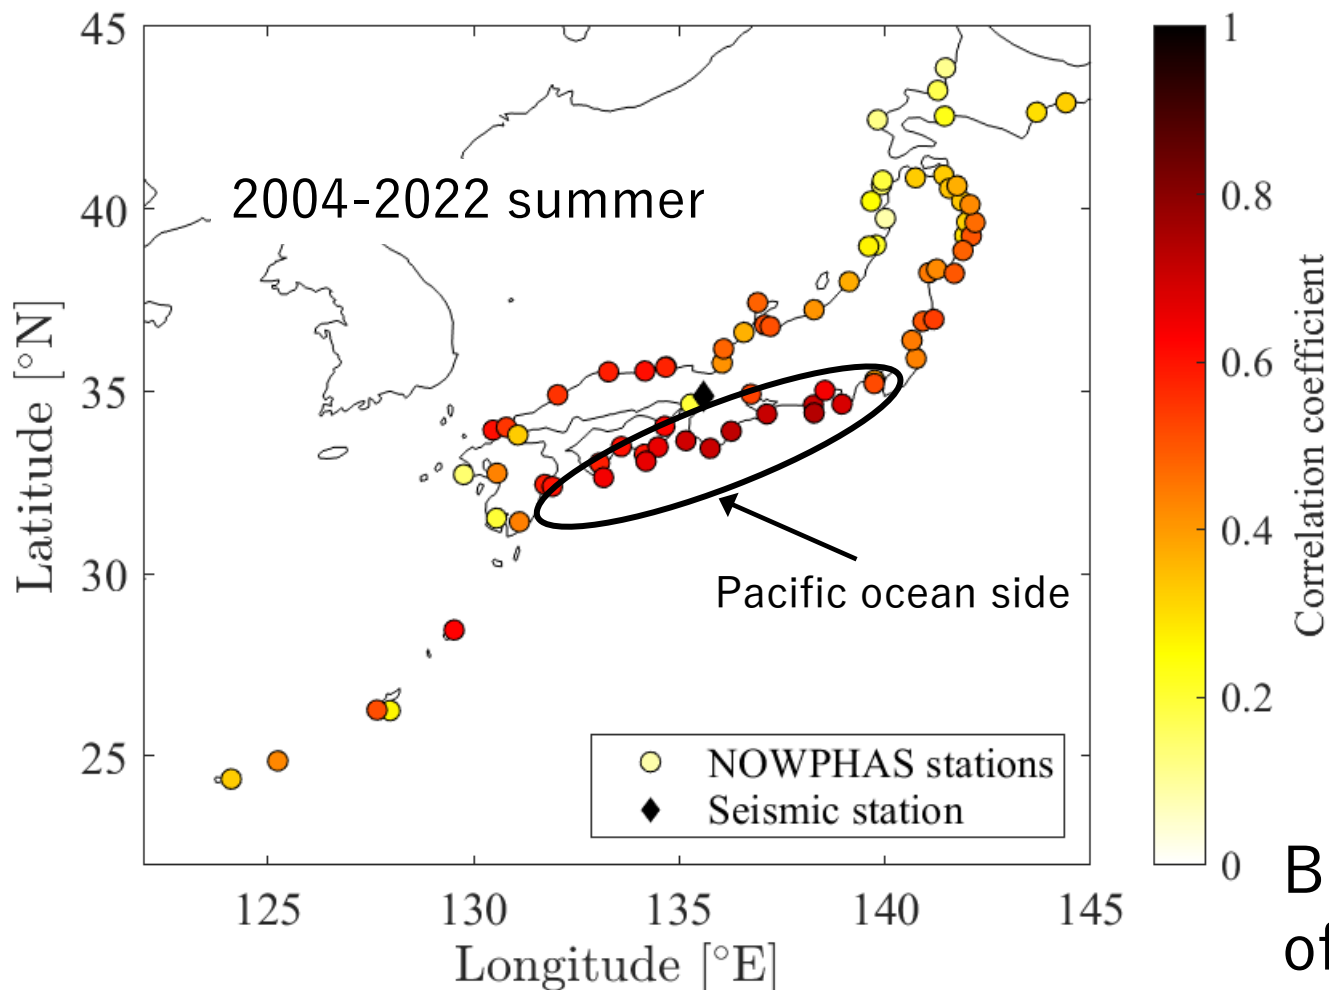 45
40
35
30
25
Latitude [°N]
125
130
135
140
145
Longitude [°E]
2004-2022 summer
Pacific ocean side
NOWPHAS stations
Seismic station
1
0.8
0.6
0.4
0.2
0
Correlation coefficient
B
of